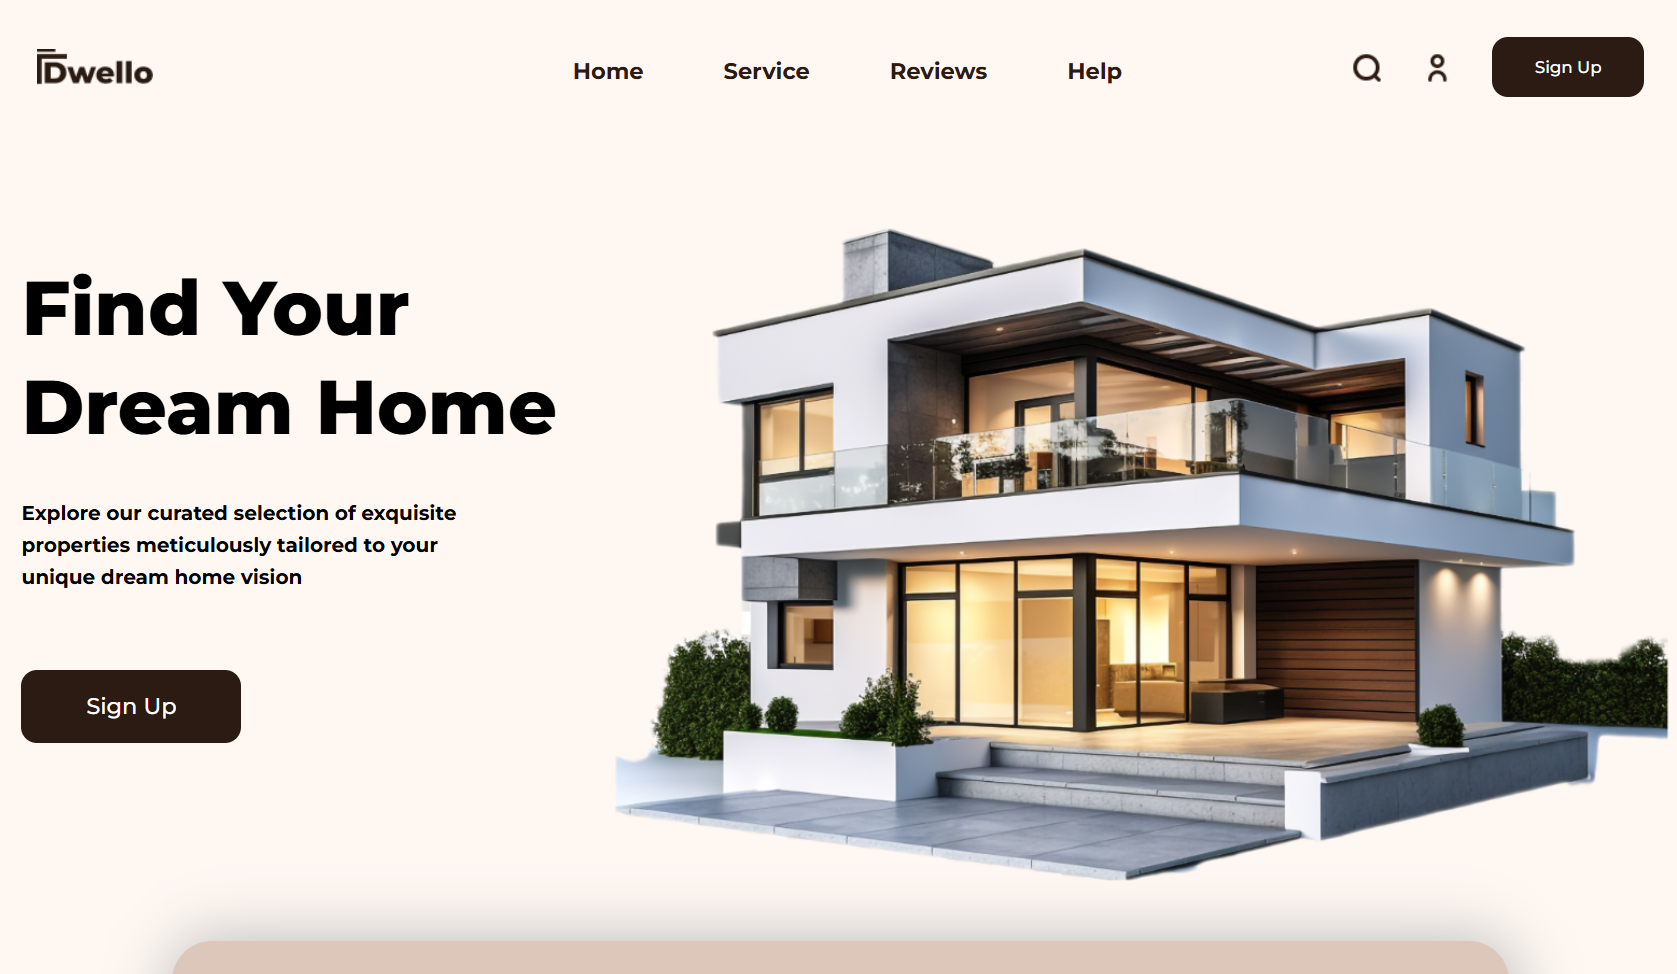 Dwello
Home
Service
Reviews
Help
Sign Up
Find Your
Dream Home
Explore our curated selection of exquisite
properties meticulously tailored to your
unique dream home vision
Sign Up